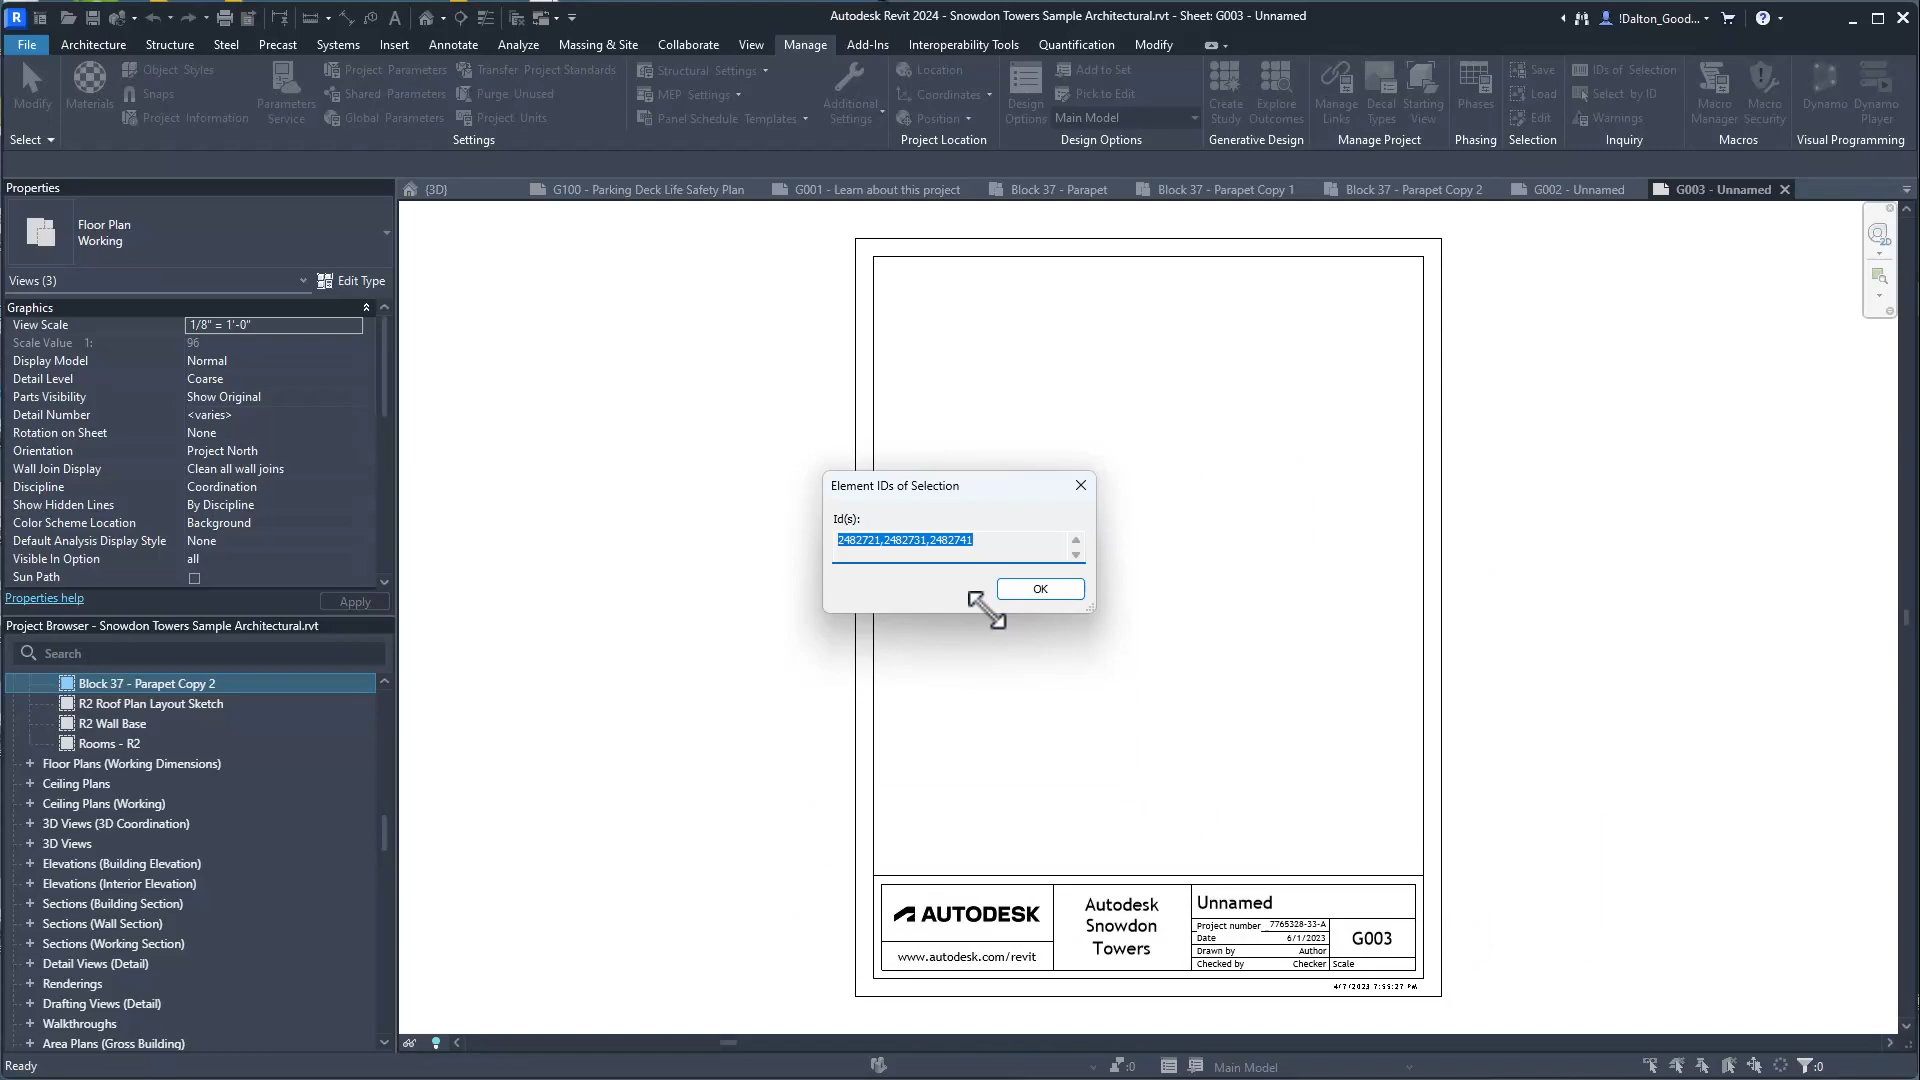 Autodesk Revit 2024 - Snowdon Towers Sample Architectural.rvt - Sheet: G003 - Unnamed
!Dalton_Good...
File Architecture Structure Steel Precast Systems Insert Annotate Analyze Massing & Site Collaborate View Manage Add-Ins Interoperability Tools Quantification Modify
Modify
Materials
Object Styles
Snaps
Project Information
Parameters
Service
Project Parameters
Shared Parameters
Global Parameters
Transfer Project Standards
Purge Unused
Project Units
Structural Settings
MEP Settings
Panel Schedule Templates
Additional
Settings
Location
Coordinates
Position
Design
Options
Add to Set
Pick to Edit
Main Model
Create
Study
Explore
Outcomes
Manage
Links
Decal
Types
Starting
View
Phases
Save
Load
Edit
IDs of Selection
Select by ID
Warnings
Macro
Manager
Macro
Security
Dynamo
Dynamo
Player
Select Settings Project Location Design Options Generative Design Manage Project Phasing Selection Inquiry Macros Visual Programming
{3D} G100 - Parking Deck Life Safety Plan G001 - Learn about this project Block 37 - Parapet Block 37 - Parapet Copy 1 Block 37 - Parapet Copy 2 G002 - Unnamed G003 - Unnamed
Properties
Floor Plan
Working
Views (3) Edit Type
Graphics
View Scale 1/8" = 1'-0"
Scale Value 1: 96
Display Model Normal
Detail Level Coarse
Parts Visibility Show Original
Detail Number <varies>
Rotation on Sheet None
Orientation Project North
Wall Join Display Clean all wall joins
Discipline Coordination
Show Hidden Lines By Discipline
Color Scheme Location Background
Default Analysis Display Style None
Visible In Option all
Sun Path
Properties help Apply
Project Browser - Snowdon Towers Sample Architectural.rvt
Search
Block 37 - Parapet Copy 2
R2 Roof Plan Layout Sketch
R2 Wall Base
Rooms - R2
Floor Plans (Working Dimensions)
Ceiling Plans
Ceiling Plans (Working)
3D Views (3D Coordination)
3D Views
Elevations (Building Elevation)
Elevations (Interior Elevation)
Sections (Building Section)
Sections (Wall Section)
Sections (Working Section)
Detail Views (Detail)
Renderings
Drafting Views (Detail)
Walkthroughs
Area Plans (Gross Building)
Element IDs of Selection
Id(s):
2482721,2482731,2482741
OK
2D
AUTODESK
www.autodesk.com/revit
Autodesk
Snowdon
Towers
Unnamed
Project number 7765328-33-A
Date 6/1/2023
Drawn by Author
Checked by Checker
G003
Scale
4/7/2023 7:55:27 PM
Ready
:0
Main Model
:0